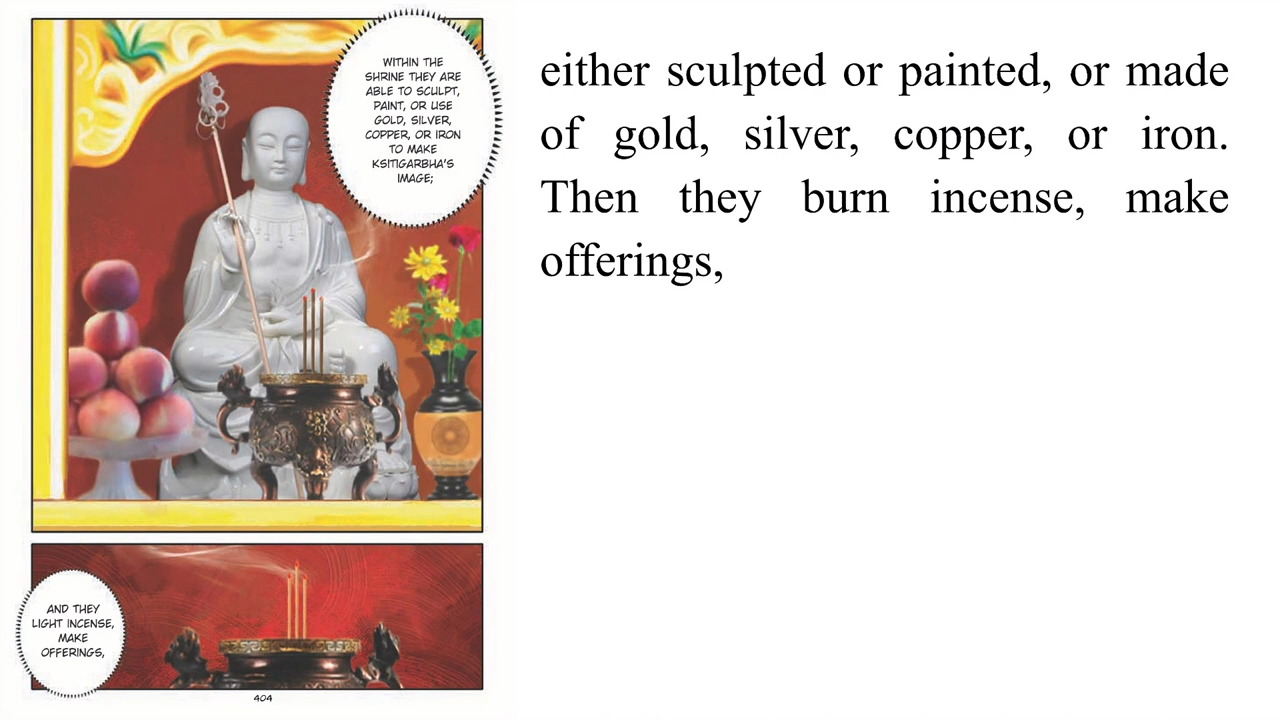 WITHIN THE
SHRINE THEY ARE
ABLE TO SCULPT,
PAINT, OR USE
GOLD, SILVER,
COPPER, OR IRON
TO MAKE
KSITIGARBHA'S
IMAGE;
AND THEY
LIGHT INCENSE,
MAKE
OFFERINGS,
404
either sculpted or painted, or made
of gold, silver, copper, or iron.
Then they burn incense, make
offerings,